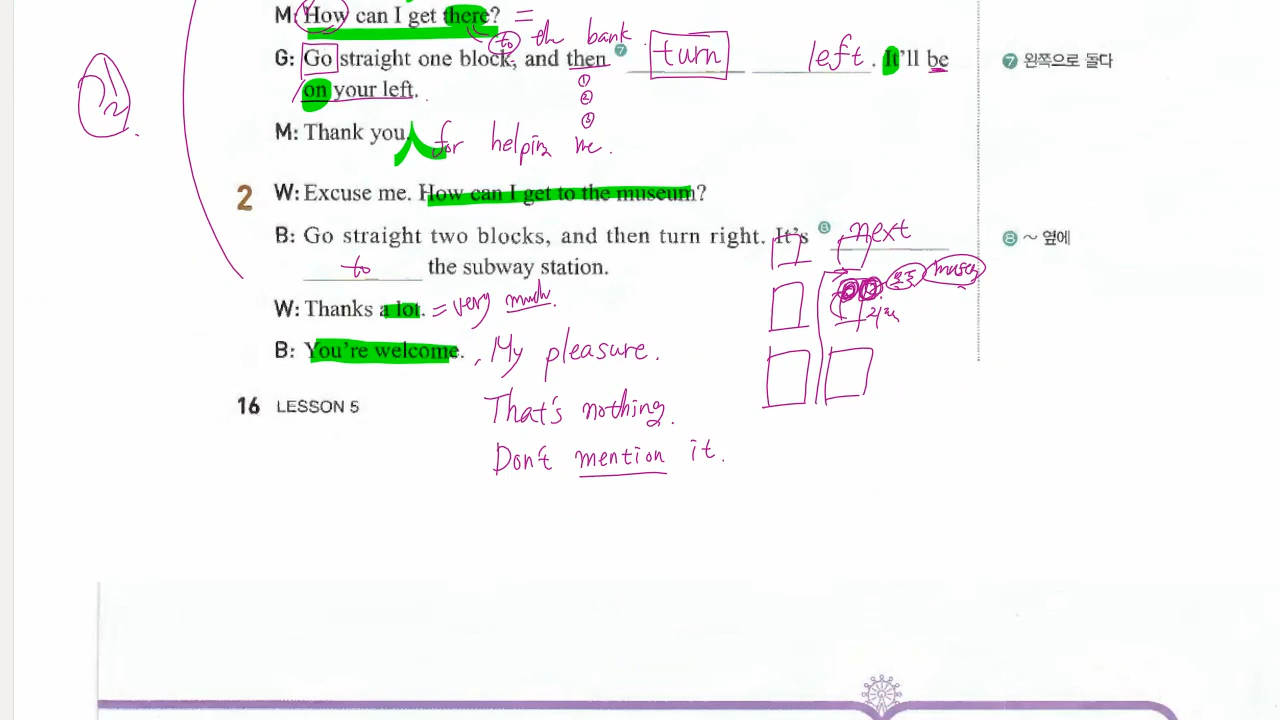 M: How can I get there? =
to the bank.
G: Go straight one block, and then ⑦ turn left. It'll be
⑦ 왼쪽으로 돌다
on your left.
①
②
③
M: Thank you. for helping me.
2 W: Excuse me. How can I get to the museum?
B: Go straight two blocks, and then turn right. It's ⑧ next
⑧ ~ 옆에
to the subway station.
W: Thanks a lot. = very much.
B: You're welcome. , My pleasure.
That's nothing.
Don't mention it.
16 LESSON 5